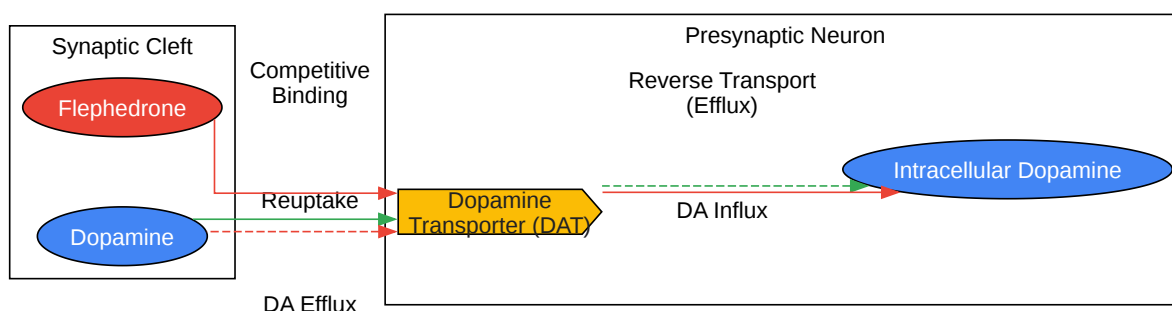 Synaptic Cleft
Flephedrone
Dopamine
Competitive
Binding
Reuptake
DA Efflux
Presynaptic Neuron
Reverse Transport
(Efflux)
Dopamine
Transporter (DAT)
DA Influx
Intracellular Dopamine